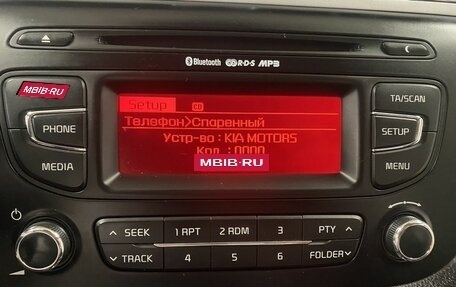 Bluetooth R·D·S MP3
MBIB-RU
PHONE
MEDIA
Setup CD
Телефон>Спаренный
Устр-во : KIA MOTORS
Код : 0000
MBIB-RU
TA/SCAN
SETUP
MENU
SEEK
TRACK
1 RPT
2 RDM
3
4
5
6
PTY
FOLDER